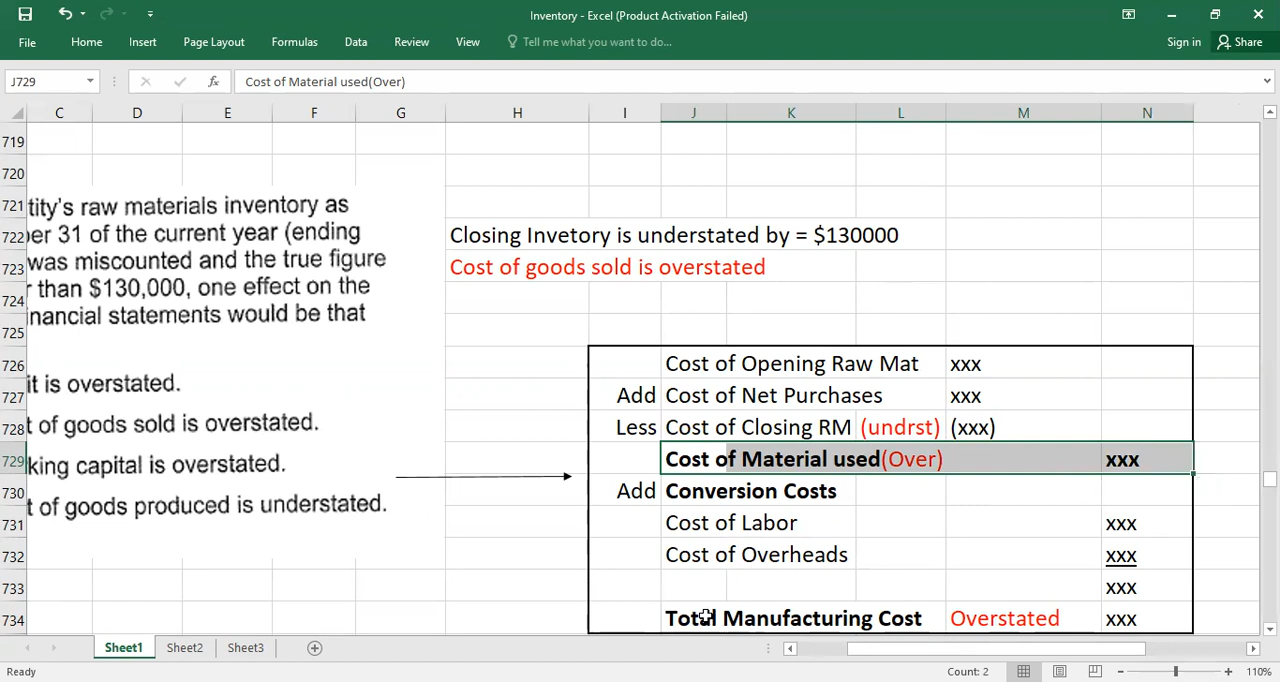 Inventory - Excel (Product Activation Failed)
File Home Insert Page Layout Formulas Data Review View Tell me what you want to do... Sign in Share
J729 fx Cost of Material used(Over)
C D E F G H I J K L M N
719
720
721 tity's raw materials inventory as
722 er 31 of the current year (ending Closing Invetory is understated by = $130000
723 was miscounted and the true figure Cost of goods sold is overstated
724 r than $130,000, one effect on the
725 nancial statements would be that
726 Cost of Opening Raw Mat xxx
727 it is overstated. Add Cost of Net Purchases xxx
728 t of goods sold is overstated. Less Cost of Closing RM (undrst) (xxx)
729 king capital is overstated. Cost of Material used(Over) xxx
730 t of goods produced is understated. Add Conversion Costs
731 Cost of Labor xxx
732 Cost of Overheads xxx
733 xxx
734 Total Manufacturing Cost Overstated xxx
Sheet1 Sheet2 Sheet3
Ready Count: 2 110%